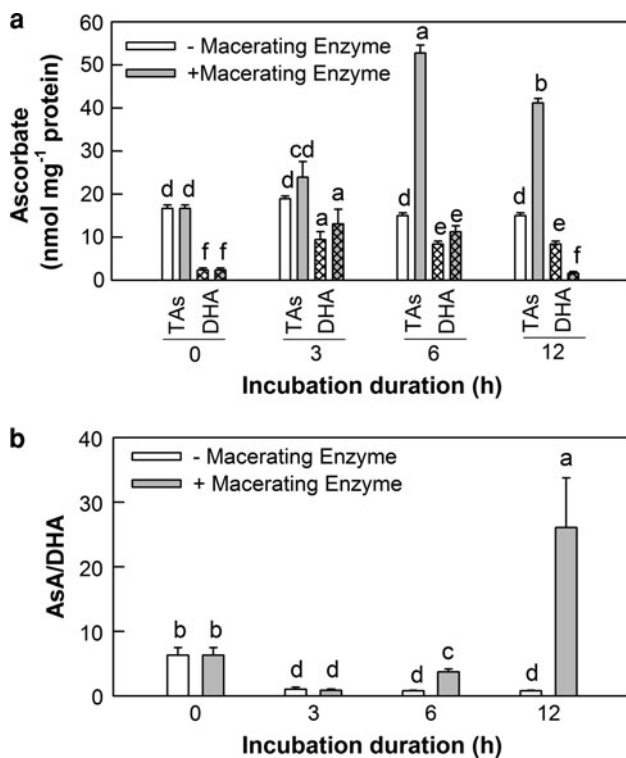 a
60
50
40
30
20
10
0
Ascorbate
(nmol mg-1 protein)
- Macerating Enzyme
+Macerating Enzyme
d d f f
d cd a a
d a e e
d b e f
TAs DHA TAs DHA TAs DHA TAs DHA
0 3 6 12
Incubation duration (h)
b
40
30
20
10
0
AsA/DHA
- Macerating Enzyme
+ Macerating Enzyme
b b d d d c d a
0 3 6 12
Incubation duration (h)